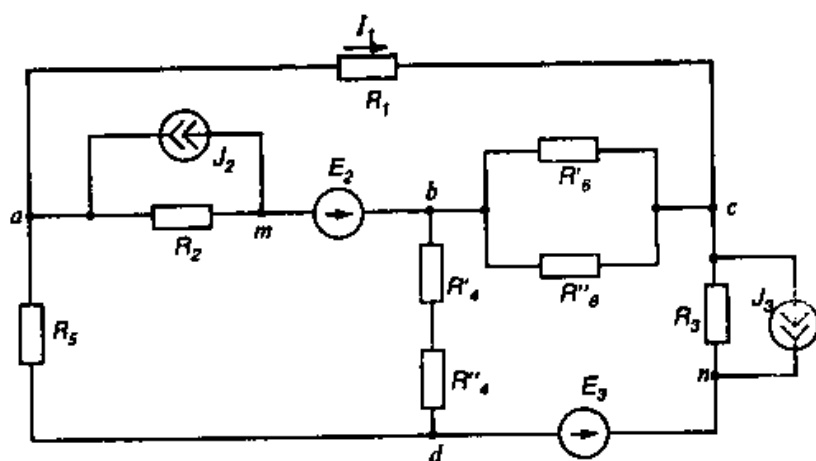 I₁
R₁
J₂
E₂
b
R'₆
a
R₂
m
c
R''₆
R'₄
R₅
R₃
J₃
R''₄
E₃
n
d